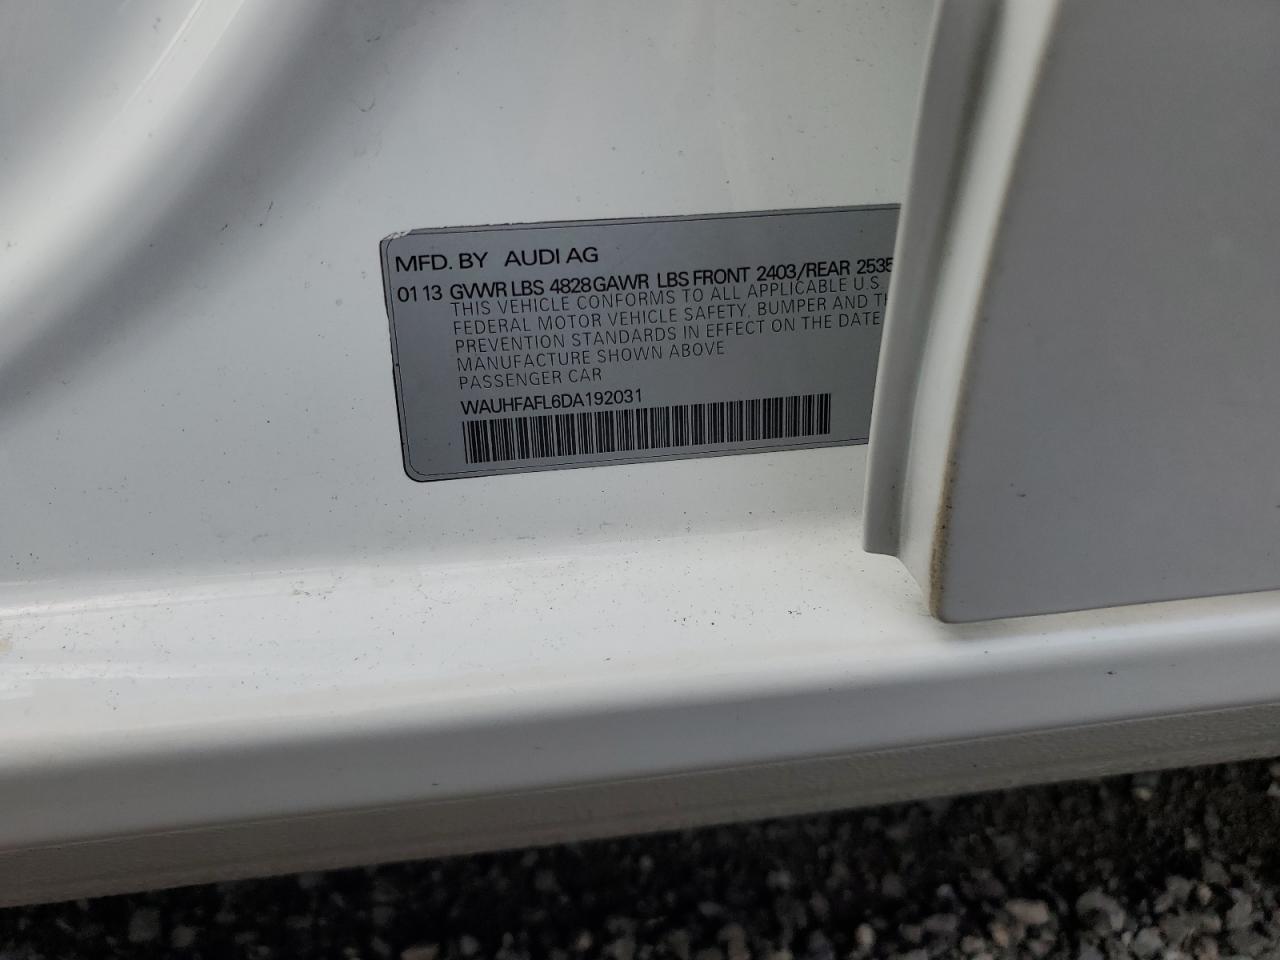 MFD. BY AUDI AG
01 13 GVWR LBS 4828 GAWR LBS FRONT 2403/REAR 2535
THIS VEHICLE CONFORMS TO ALL APPLICABLE U.S.
FEDERAL MOTOR VEHICLE SAFETY, BUMPER AND
PREVENTION STANDARDS IN EFFECT ON THE DATE
MANUFACTURE SHOWN ABOVE
PASSENGER CAR
WAUHFAFL6DA192031